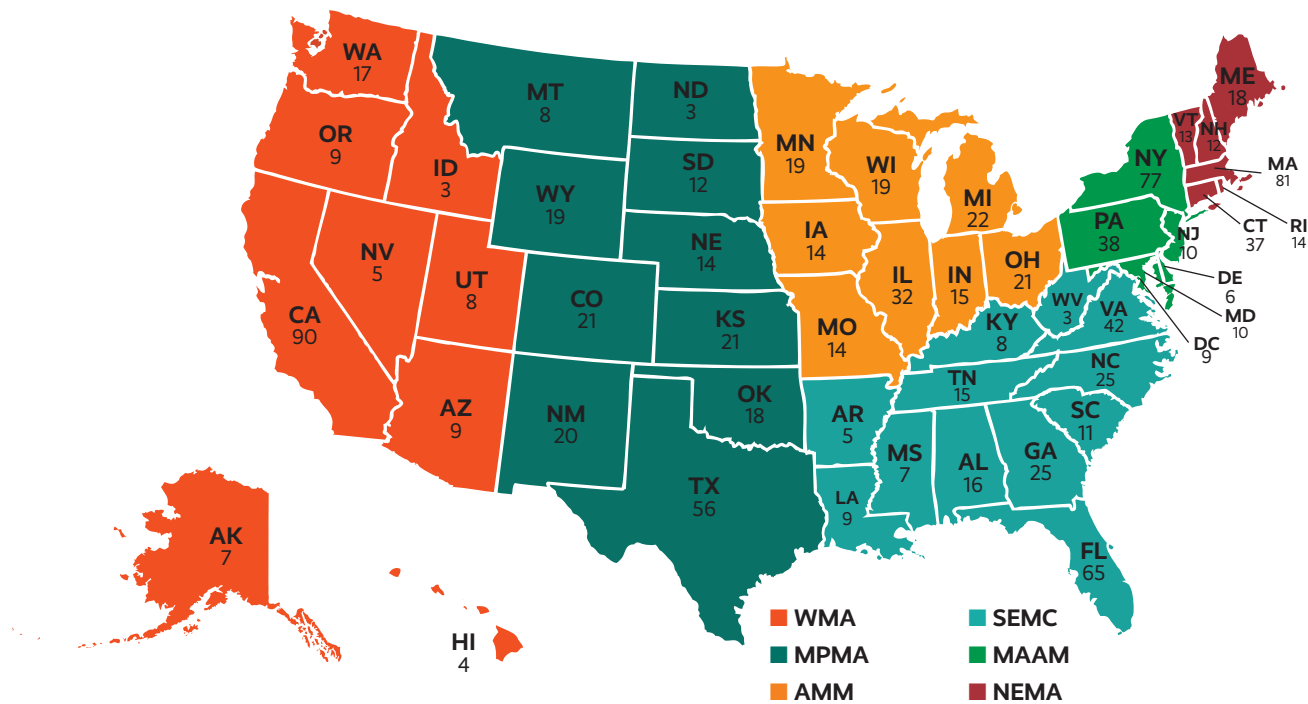 WA
17
OR
9
ID
3
MT
8
ND
3
SD
12
WY
19
NE
14
NV
5
UT
8
CA
90
CO
21
KS
21
AZ
9
NM
20
OK
18
TX
56
MN
19
WI
19
MI
22
IA
14
IL
32
IN
15
OH
21
MO
14
KY
8
WV
3
VA
42
TN
15
NC
25
SC
11
AR
5
MS
7
AL
16
GA
25
LA
9
FL
65
ME
18
VT
13
NH
12
NY
77
MA
81
RI
14
CT
37
PA
38
NJ
10
DE
6
MD
10
DC
9
AK
7
HI
4
WMA
MPMA
AMM
SEMC
MAAM
NEMA